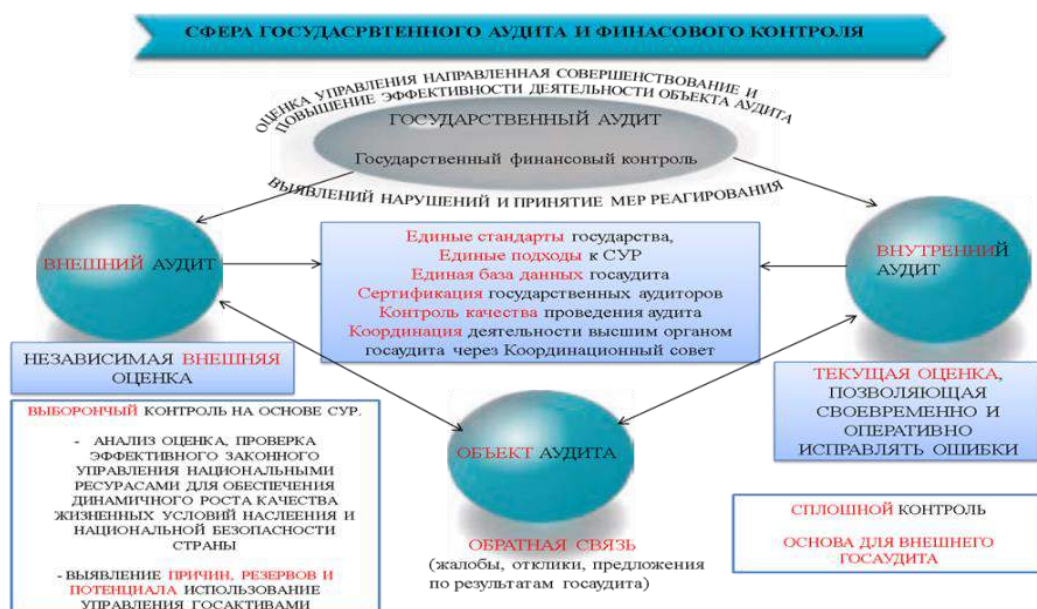 СФЕРА ГОСУДАСРВТЕННОГО АУДИТА И ФИНАСОВОГО КОНТРОЛЯ
ОЦЕНКА УПРАВЛЕНИЯ НАПРАВЛЕННАЯ СОВЕРШЕНСТВОВАНИЕ И
ПОВЫШЕНИЕ ЭФФЕКТИВНОСТИ ДЕЯТЕЛЬНОСТИ ОБЪЕКТА АУДИТА
ГОСУДАРСТВЕННЫЙ АУДИТ
Государственный финансовый контроль
ВЫЯВЛЕНИЙ НАРУШЕНИЙ И ПРИНЯТИЕ МЕР РЕАГИРОВАНИЯ
ВНЕШНИЙ АУДИТ
Единые стандарты государства,
Единые подходы к СУР
Единая база данных госаудита
Сертификация государственных аудиторов
Контроль качества проведения аудита
Координация деятельности высшим органом
госаудита через Координационный совет
ВНУТРЕННИЙ
АУДИТ
НЕЗАВИСИМАЯ ВНЕШНЯЯ
ОЦЕНКА
ВЫБОРОНЧЫЙ КОНТРОЛЬ НА ОСНОВЕ СУР.
- АНАЛИЗ ОЦЕНКА, ПРОВЕРКА
ЭФФЕКТИВНОГО ЗАКОННОГО
УПРАВЛЕНИЯ НАЦИОНАЛЬНЫМИ
РЕСУРАСАМИ ДЛЯ ОБЕСПЕЧЕНИЯ
ДИНАМИЧНОГО РОСТА КАЧЕСТВА
ЖИЗНЕННЫХ УСЛОВИЙ НАСЛЕЕНИЯ И
НАЦИОНАЛЬНОЙ БЕЗОПАСНОСТИ
СТРАНЫ
- ВЫЯВЛЕНИЕ ПРИЧИН, РЕЗЕРВОВ И
ПОТЕНЦИАЛА ИСПОЛЬЗОВАНИЕ
УПРАВЛЕНИЯ ГОСАКТИВАМИ
ОБЪЕКТ АУДИТА
ОБРАТНАЯ СВЯЗЬ
(жалобы, отклики, предложения
по результатам госаудита)
ТЕКУЩАЯ ОЦЕНКА,
ПОЗВОЛЯЮЩАЯ
СВОЕВРЕМЕННО И
ОПЕРАТИВНО
ИСПРАВЛЯТЬ ОШИБКИ
СПЛОШНОЙ КОНТРОЛЬ
ОСНОВА ДЛЯ ВНЕШНЕГО
ГОСАУДИТА